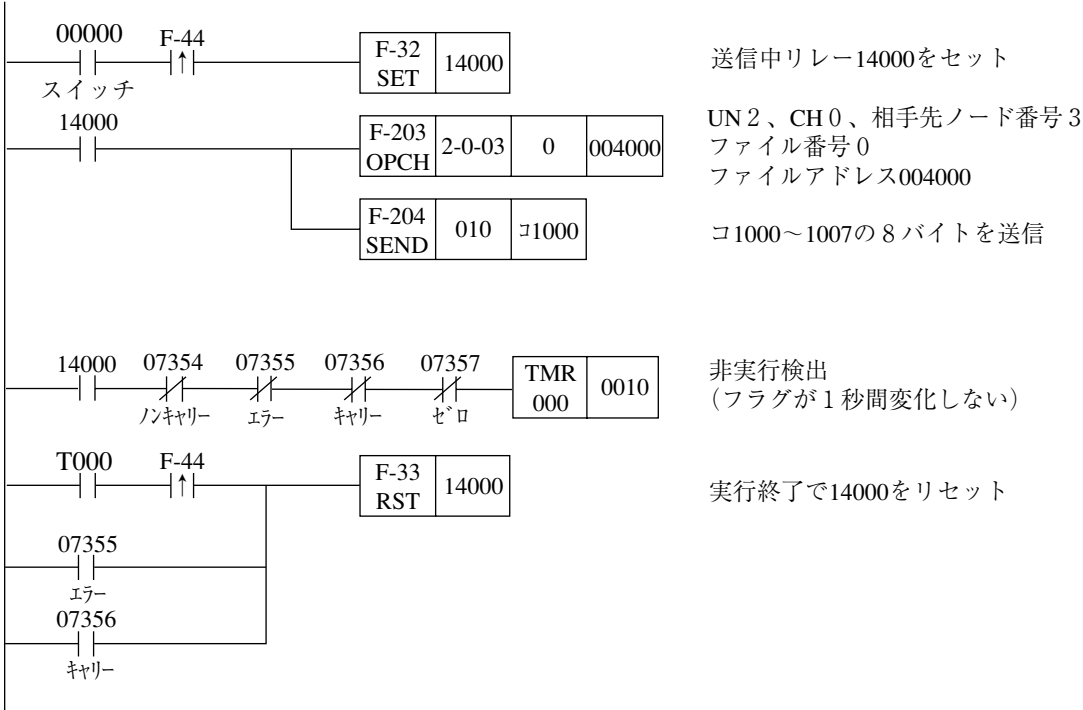 00000 F-44 F-32 SET 14000 送信中リレー14000をセット
スイッチ
14000 F-203 OPCH 2-0-03 0 004000 UN２、CH０、相手先ノード番号３
ファイル番号０
ファイルアドレス004000
F-204 SEND 010 ｺ1000 コ1000～1007の８バイトを送信
14000 07354 07355 07356 07357 TMR 000 0010 非実行検出
ﾉﾝｷｬﾘｰ ｴﾗｰ ｷｬﾘｰ ｾﾞﾛ （フラグが１秒間変化しない）
T000 F-44 F-33 RST 14000 実行終了で14000をリセット
07355
ｴﾗｰ
07356
ｷｬﾘｰ